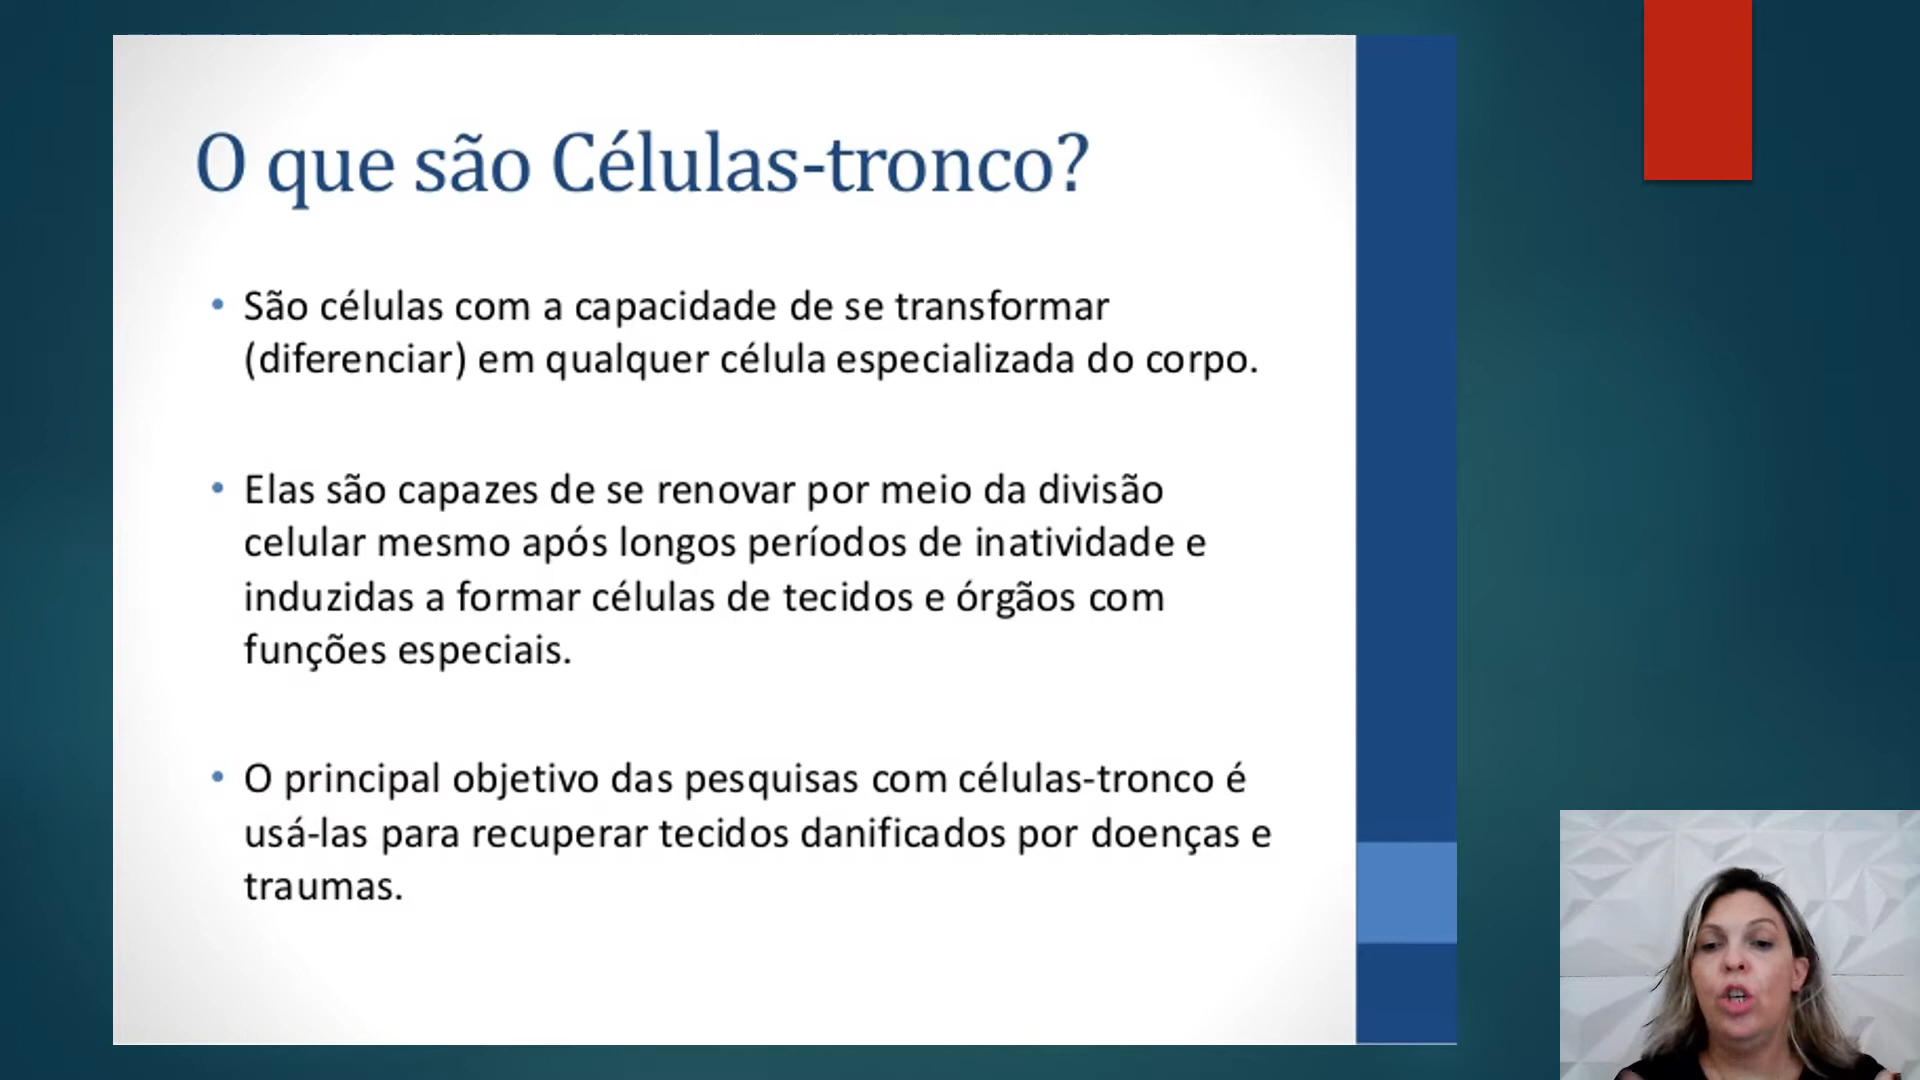 O que são Células-tronco?
• São células com a capacidade de se transformar
(diferenciar) em qualquer célula especializada do corpo.
• Elas são capazes de se renovar por meio da divisão
celular mesmo após longos períodos de inatividade e
induzidas a formar células de tecidos e órgãos com
funções especiais.
• O principal objetivo das pesquisas com células-tronco é
usá-las para recuperar tecidos danificados por doenças e
traumas.